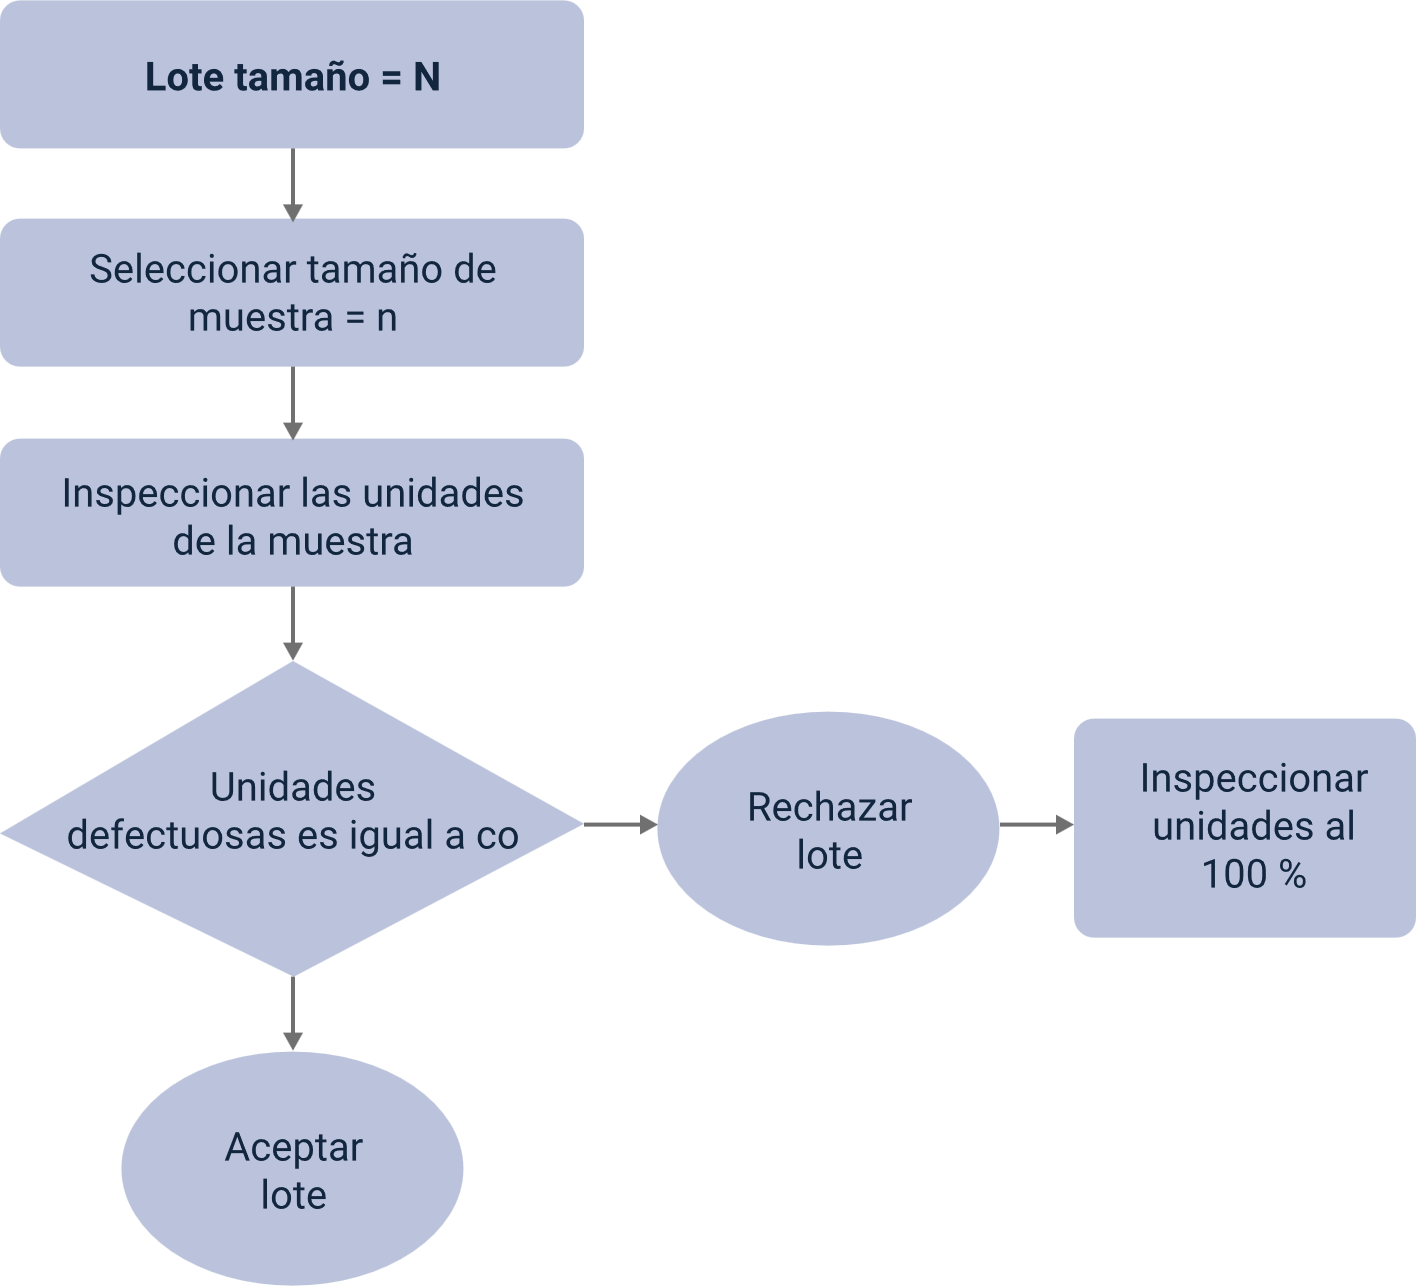 Lote tamaño = N
Seleccionar tamaño de
muestra = n
Inspeccionar las unidades
de la muestra
Unidades
defectuosas es igual a co
Rechazar
lote
Inspeccionar
unidades al
100 %
Aceptar
lote